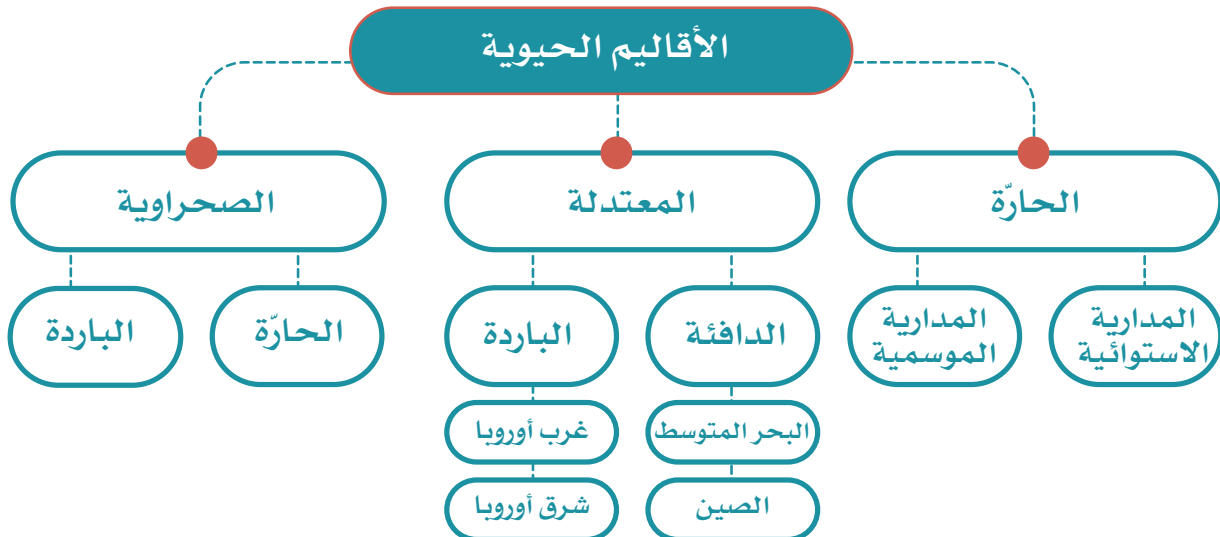 الأقاليم الحيوية
الحارّة
المعتدلة
الصحراوية
المدارية
الاستوائية
المدارية
الموسمية
الدافئة
الباردة
الحارّة
الباردة
البحر المتوسط
غرب أوروبا
الصين
شرق أوروبا